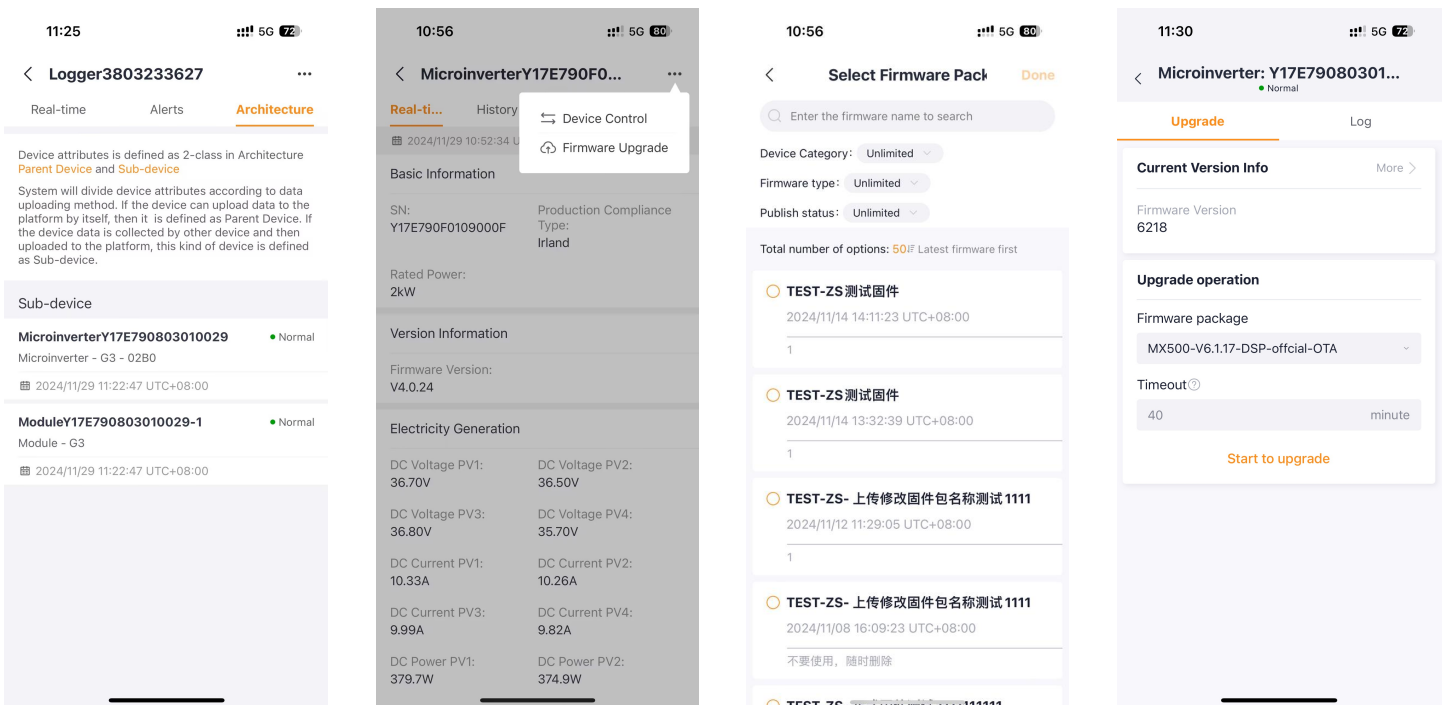 11:25
5G 72
Logger3803233627
Real-time Alerts Architecture
Device attributes is defined as 2-class in Architecture
Parent Device and Sub-device
System will divide device attributes according to data
uploading method. If the device can upload data to the
platform by itself, then it is defined as Parent Device. If
the device data is collected by other device and then
uploaded to the platform, this kind of device is defined
as Sub-device.
Sub-device
MicroinverterY17E790803010029 Normal
Microinverter - G3 - 02B0
2024/11/29 11:22:47 UTC+08:00
ModuleY17E790803010029-1 Normal
Module - G3
2024/11/29 11:22:47 UTC+08:00
10:56
5G 80
MicroinverterY17E790F0...
Real-ti... History
Device Control
Firmware Upgrade
2024/11/29 10:52:34 U
Basic Information
SN:
Y17E790F0109000F
Production Compliance
Type:
Irland
Rated Power:
2kW
Version Information
Firmware Version:
V4.0.24
Electricity Generation
DC Voltage PV1: DC Voltage PV2:
36.70V 36.50V
DC Voltage PV3: DC Voltage PV4:
36.80V 35.70V
DC Current PV1: DC Current PV2:
10.33A 10.26A
DC Current PV3: DC Current PV4:
9.99A 9.82A
DC Power PV1: DC Power PV2:
379.7W 374.9W
10:56
5G 80
Select Firmware Pack Done
Enter the firmware name to search
Device Category: Unlimited
Firmware type: Unlimited
Publish status: Unlimited
Total number of options: 50 Latest firmware first
TEST-ZS测试固件
2024/11/14 14:11:23 UTC+08:00
1
TEST-ZS测试固件
2024/11/14 13:32:39 UTC+08:00
1
TEST-ZS- 上传修改固件包名称测试1111
2024/11/12 11:29:05 UTC+08:00
1
TEST-ZS- 上传修改固件包名称测试1111
2024/11/08 16:09:23 UTC+08:00
不要使用，随时删除
11:30
5G 72
Microinverter: Y17E79080301...
Normal
Upgrade Log
Current Version Info More
Firmware Version
6218
Upgrade operation
Firmware package
MX500-V6.1.17-DSP-offcial-OTA
Timeout
40 minute
Start to upgrade